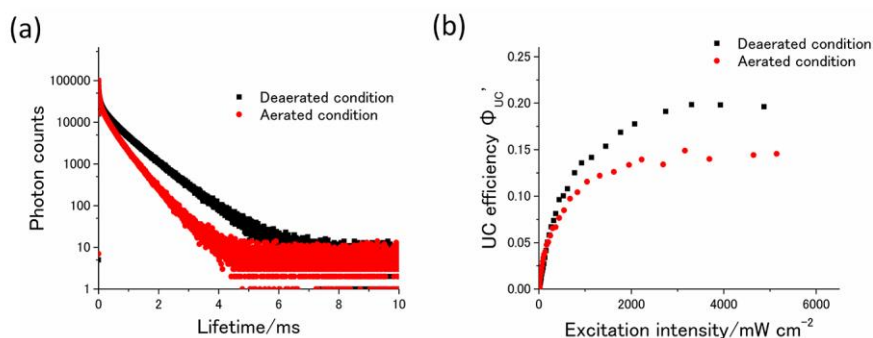 (a)
Photon counts
100000
10000
1000
100
10
1
0
2
4
6
8
10
Lifetime/ms
Deaerated condition
Aerated condition
(b)
UC efficiency Φ_UC'
0.25
0.20
0.15
0.10
0.05
0.00
0
2000
4000
6000
Excitation intensity/mW cm⁻²
Deaerated condition
Aerated condition